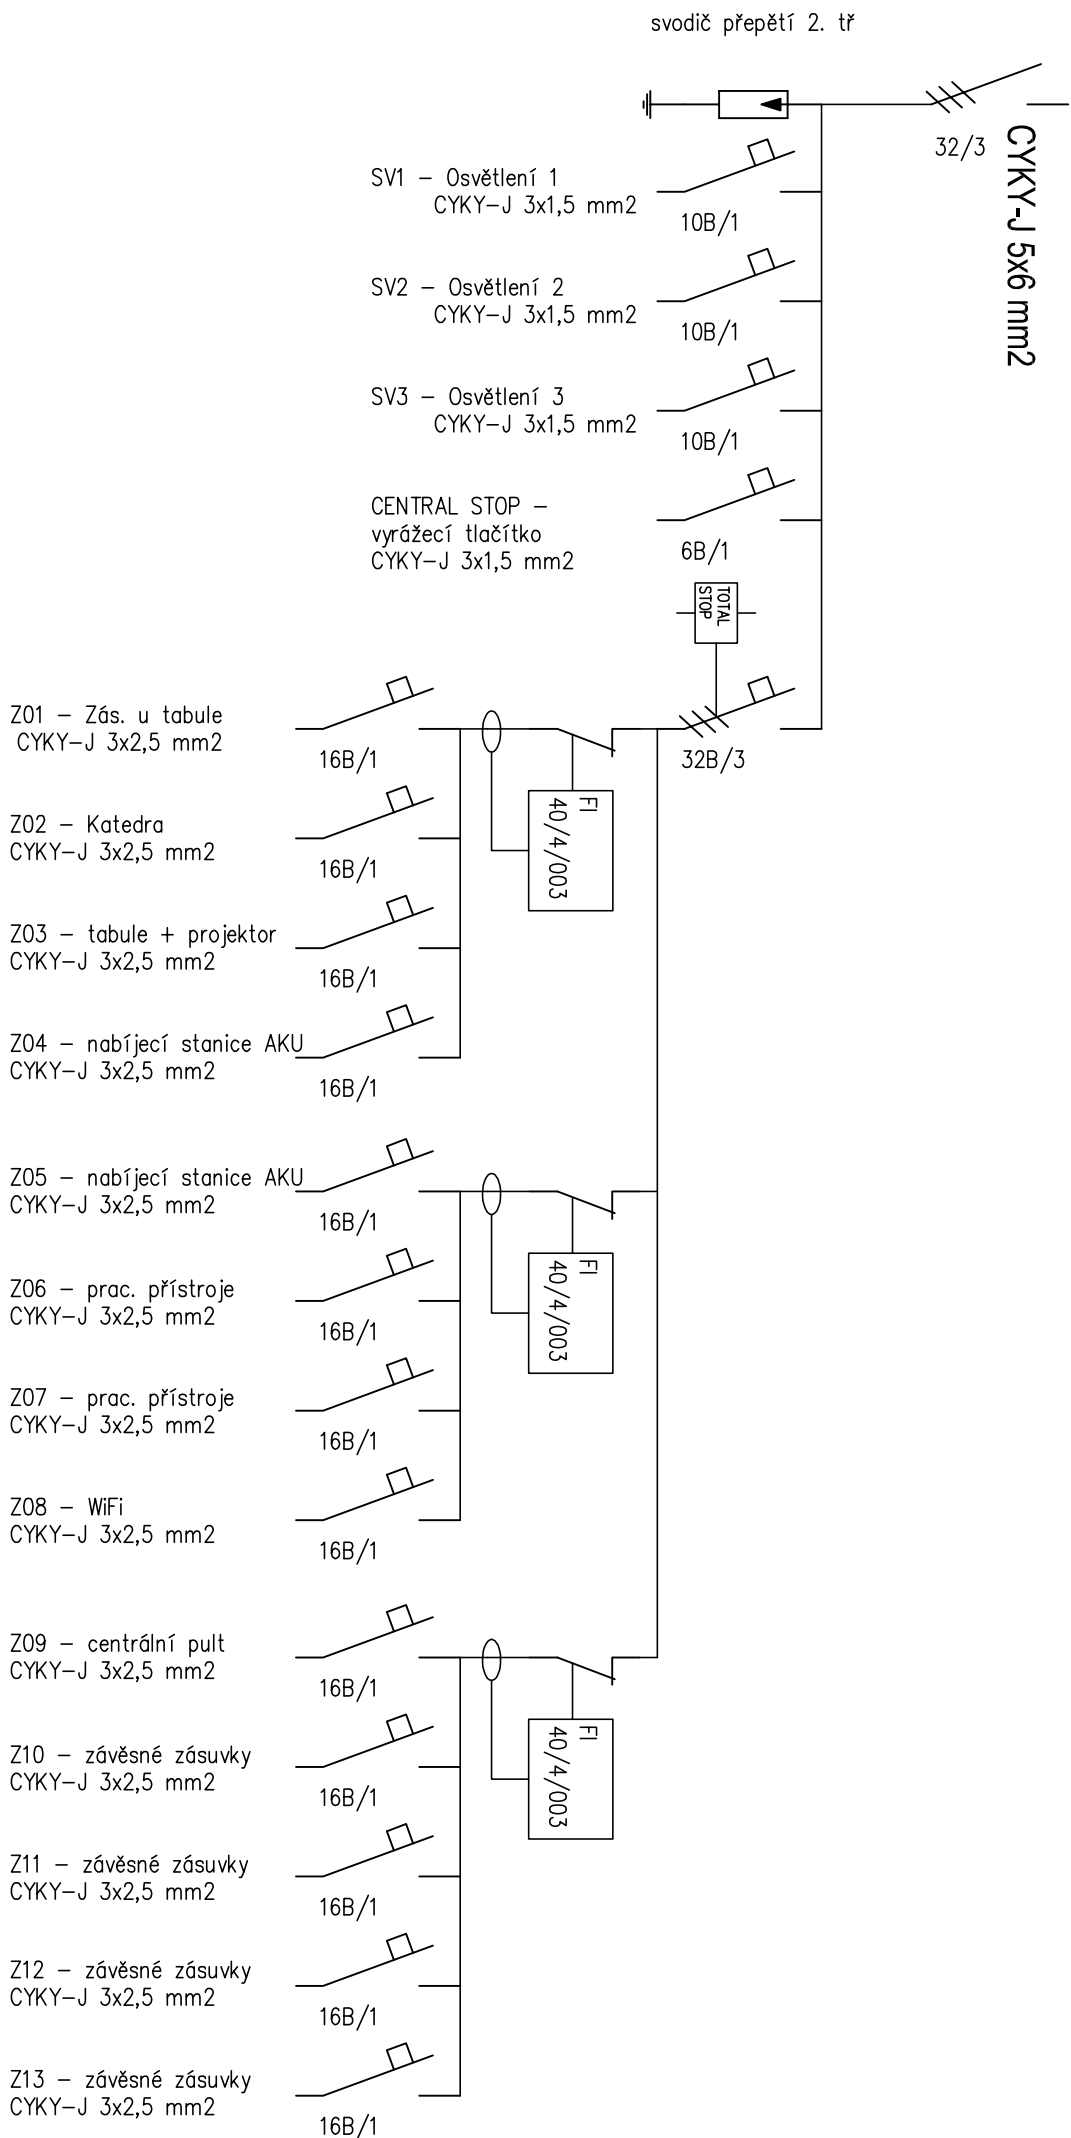 svodič přepětí 2. tř
32/3
CYKY-J 5x6 mm2
SV1 – Osvětlení 1
CYKY–J 3x1,5 mm2
10B/1
SV2 – Osvětlení 2
CYKY–J 3x1,5 mm2
10B/1
SV3 – Osvětlení 3
CYKY–J 3x1,5 mm2
10B/1
CENTRAL STOP –
vyrážecí tlačítko
CYKY–J 3x1,5 mm2
6B/1
TOTAL
STOP
32B/3
Z01 – Zás. u tabule
CYKY–J 3x2,5 mm2
16B/1
FI
40/4/003
Z02 – Katedra
CYKY–J 3x2,5 mm2
16B/1
Z03 – tabule + projektor
CYKY–J 3x2,5 mm2
16B/1
Z04 – nabíjecí stanice AKU
CYKY–J 3x2,5 mm2
16B/1
Z05 – nabíjecí stanice AKU
CYKY–J 3x2,5 mm2
16B/1
FI
40/4/003
Z06 – prac. přístroje
CYKY–J 3x2,5 mm2
16B/1
Z07 – prac. přístroje
CYKY–J 3x2,5 mm2
16B/1
Z08 – WiFi
CYKY–J 3x2,5 mm2
16B/1
Z09 – centrální pult
CYKY–J 3x2,5 mm2
16B/1
FI
40/4/003
Z10 – závěsné zásuvky
CYKY–J 3x2,5 mm2
16B/1
Z11 – závěsné zásuvky
CYKY–J 3x2,5 mm2
16B/1
Z12 – závěsné zásuvky
CYKY–J 3x2,5 mm2
16B/1
Z13 – závěsné zásuvky
CYKY–J 3x2,5 mm2
16B/1